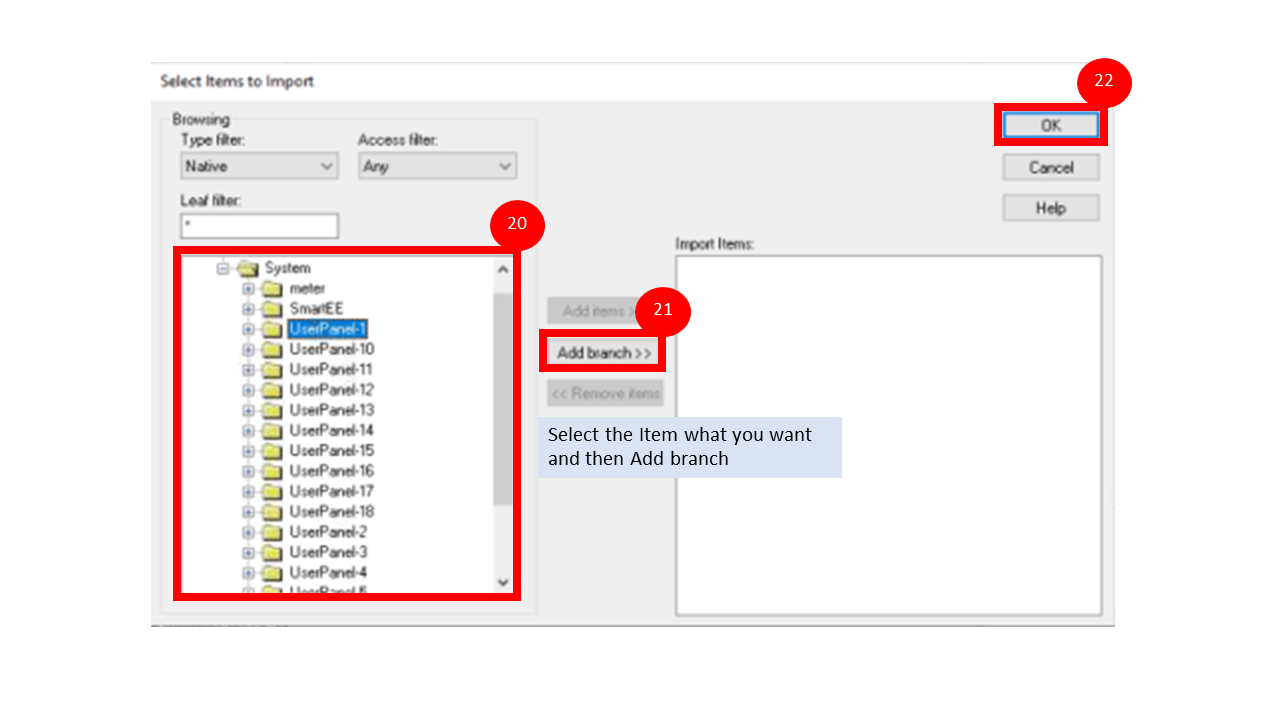 22
Select Items to Import
OK
Browsing
Type filter:
Access filter:
Native
Any
Cancel
Leaf filter:
Help
*
20
Import Items:
System
meter
SmartEE
Add items >
21
UserPanel-1
UserPanel-10
Add branch >>
UserPanel-11
UserPanel-12
<< Remove items
UserPanel-13
UserPanel-14
Select the Item what you want
and then Add branch
UserPanel-15
UserPanel-16
UserPanel-17
UserPanel-18
UserPanel-2
UserPanel-3
UserPanel-4
UserPanel-5